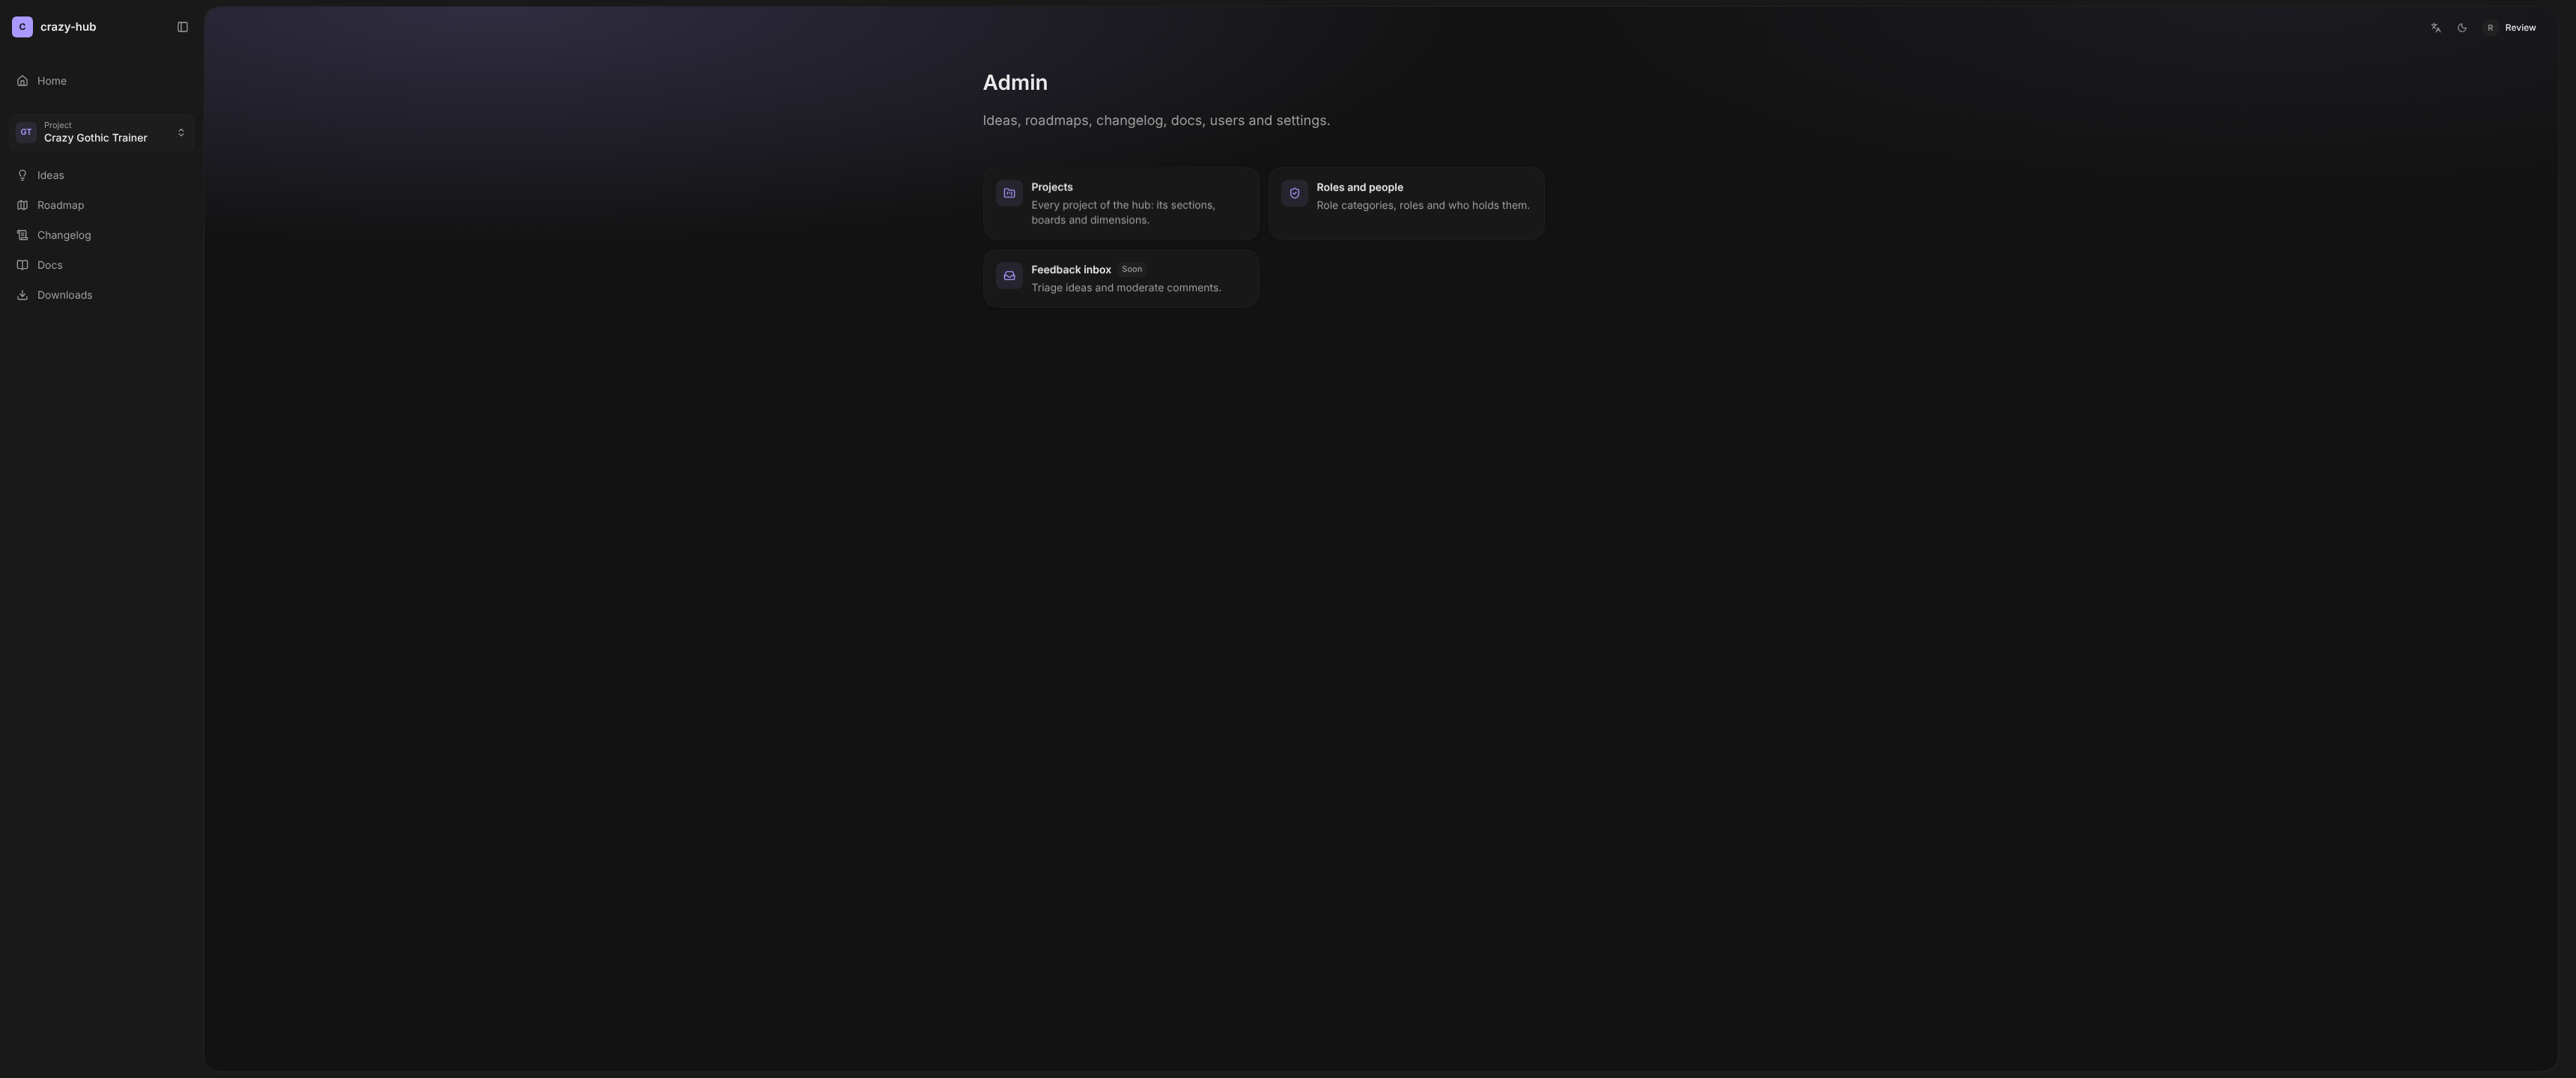 C
crazy-hub
Home
GT
Project
Crazy Gothic Trainer
Ideas
Roadmap
Changelog
Docs
Downloads
R
Review
Admin
Ideas, roadmaps, changelog, docs, users and settings.
Projects
Every project of the hub: its sections,
boards and dimensions.
Roles and people
Role categories, roles and who holds them.
Feedback inbox
Soon
Triage ideas and moderate comments.